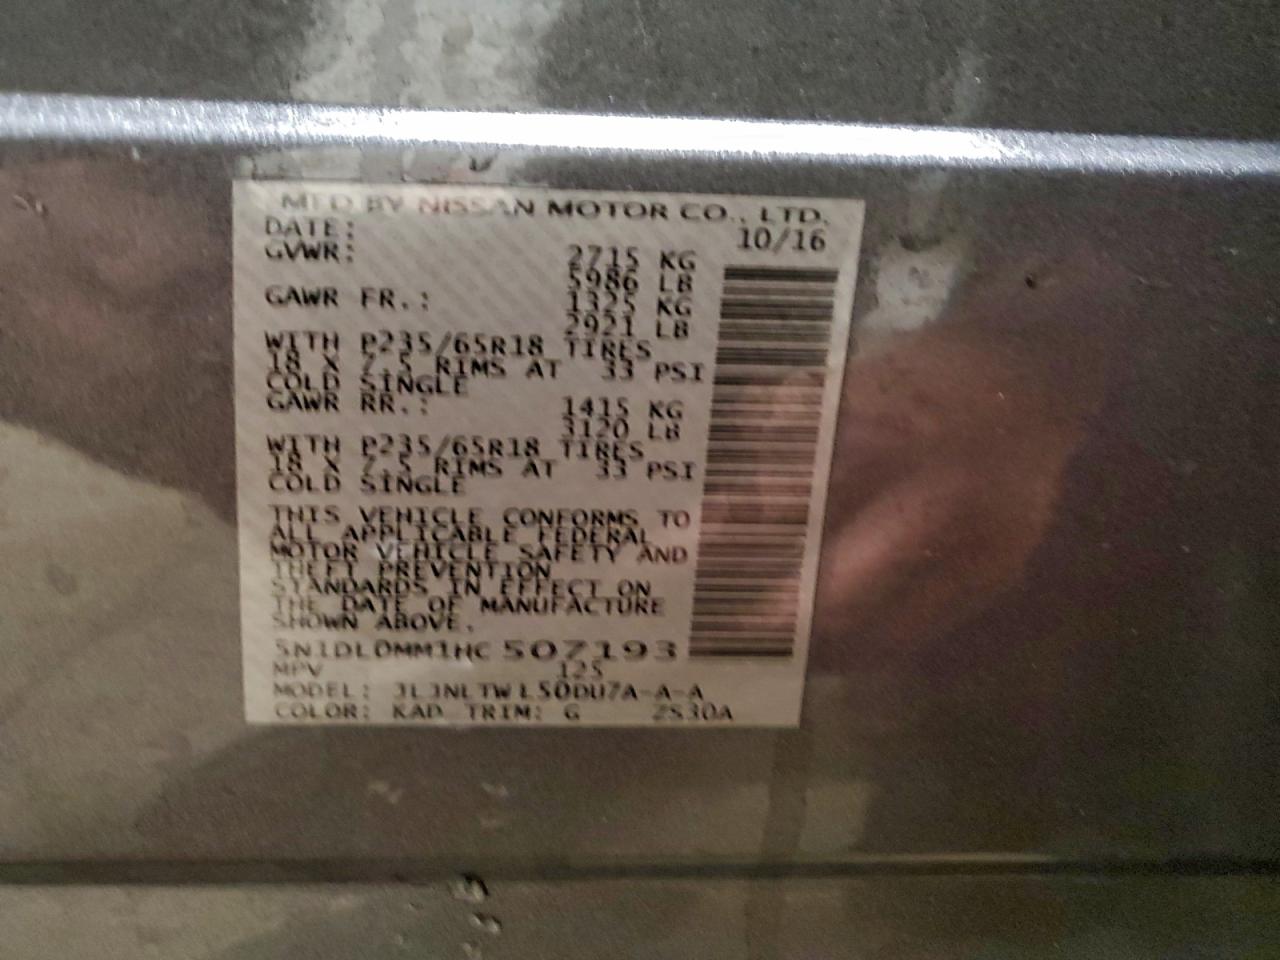 MFD BY NISSAN MOTOR CO., LTD.
DATE: 10/16
GVWR: 2715 KG
5986 LB
GAWR FR.: 1325 KG
2921 LB
WITH P235/65R18 TIRES
18 X 7.5 RIMS AT 33 PSI
COLD SINGLE
GAWR RR.: 1415 KG
3120 LB
WITH P235/65R18 TIRES
18 X 7.5 RIMS AT 33 PSI
COLD SINGLE
THIS VEHICLE CONFORMS TO
ALL APPLICABLE FEDERAL
MOTOR VEHICLE SAFETY AND
THEFT PREVENTION
STANDARDS IN EFFECT ON
THE DATE OF MANUFACTURE
SHOWN ABOVE.
5N1DL0MM1HC 507193
MPV 125
MODEL:
COLOR: KAD TRIM: G